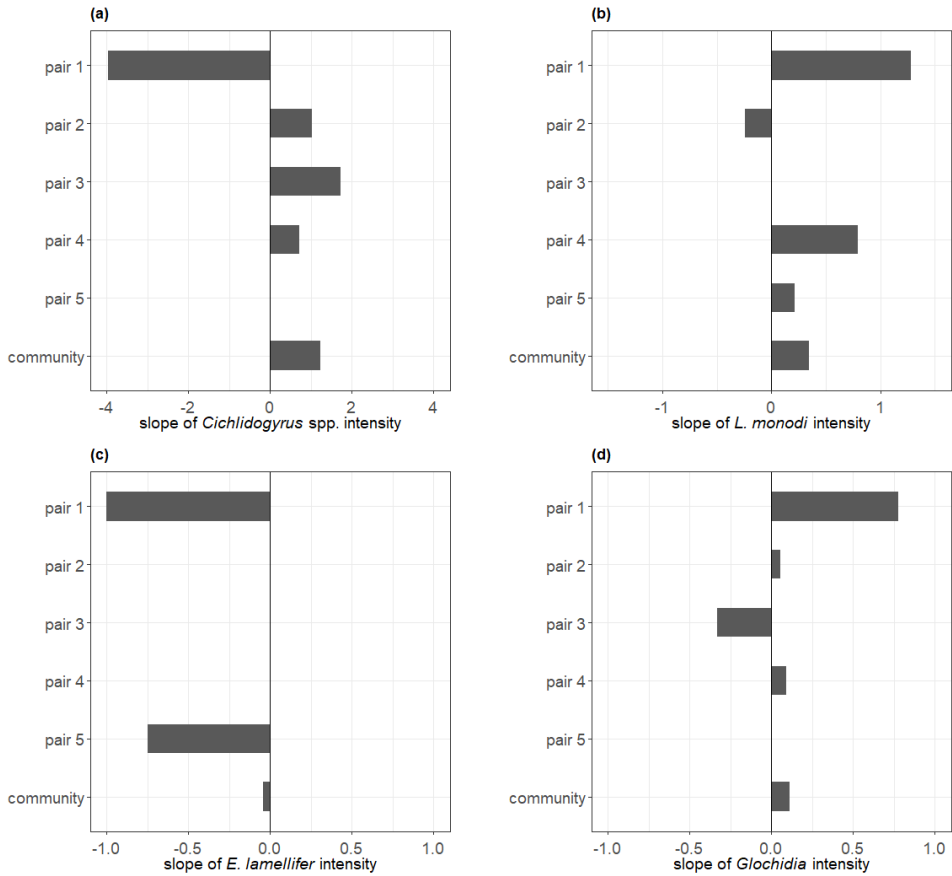 (a)
pair 1
pair 2
pair 3
pair 4
pair 5
community
-4 -2 0 2 4
slope of Cichlidogyrus spp. intensity
(b)
pair 1
pair 2
pair 3
pair 4
pair 5
community
-1 0 1
slope of L. monodi intensity
(c)
pair 1
pair 2
pair 3
pair 4
pair 5
community
-1.0 -0.5 0.0 0.5 1.0
slope of E. lamellifer intensity
(d)
pair 1
pair 2
pair 3
pair 4
pair 5
community
-1.0 -0.5 0.0 0.5 1.0
slope of Glochidia intensity